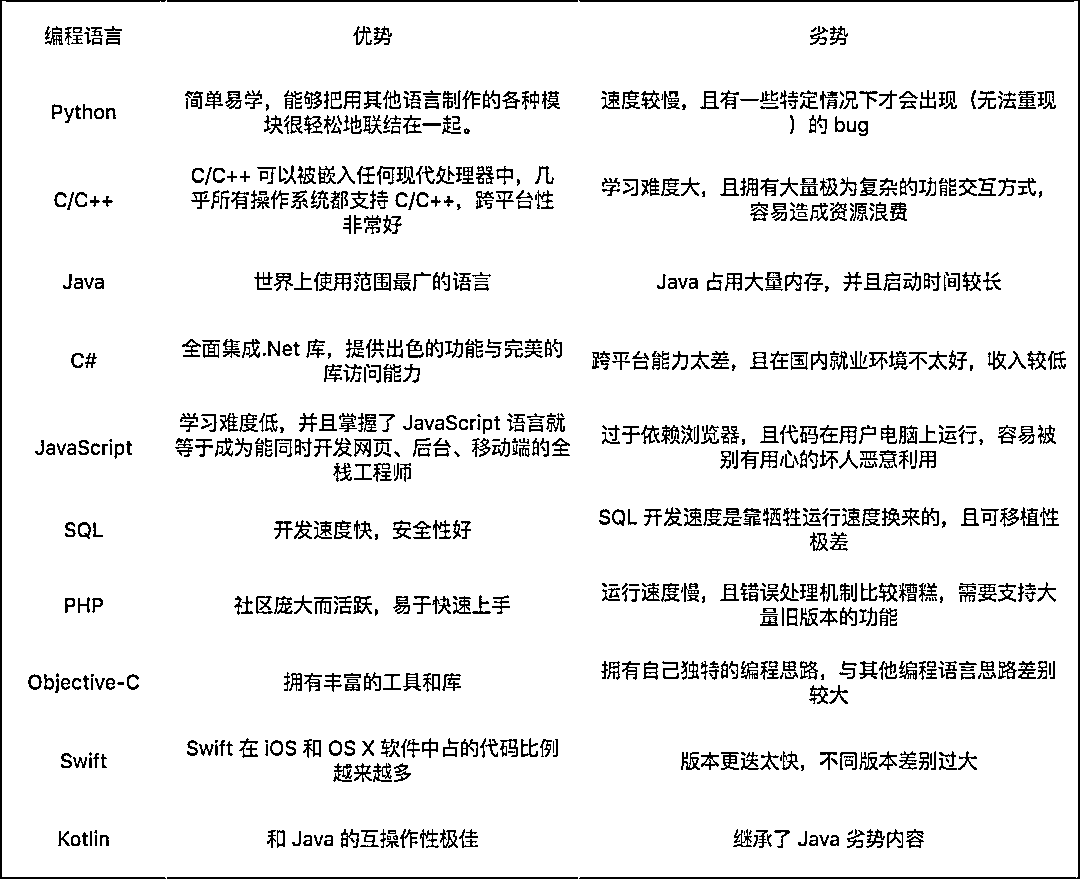 编程语言 优势 劣势
Python
简单易学，能够把用其他语言制作的各种模
块很轻松地联结在一起。
速度较慢，且有一些特定情况下才会出现（无法重现
）的 bug
C/C++
C/C++ 可以被嵌入任何现代处理器中，几
乎所有操作系统都支持 C/C++，跨平台性
非常好
学习难度大，且拥有大量极为复杂的功能交互方式，
容易造成资源浪费
Java
世界上使用范围最广的语言
Java 占用大量内存，并且启动时间较长
C#
全面集成.Net 库，提供出色的功能与完美的
库访问能力
跨平台能力太差，且在国内就业环境不太好，收入较低
JavaScript
学习难度低，并且掌握了 JavaScript 语言就
等于成为能同时开发网页、后台、移动端的全
栈工程师
过于依赖浏览器，且代码在用户电脑上运行，容易被
别有用心的坏人恶意利用
SQL
开发速度快，安全性好
SQL 开发速度是靠牺牲运行速度换来的，且可移植性
极差
PHP
社区庞大而活跃，易于快速上手
运行速度慢，且错误处理机制比较糟糕，需要支持大
量旧版本的功能
Objective-C
拥有丰富的工具和库
拥有自己独特的编程思路，与其他编程语言思路差别
较大
Swift
Swift 在 iOS 和 OS X 软件中占的代码比例
越来越多
版本更迭太快，不同版本差别过大
Kotlin
和 Java 的互操作性极佳
继承了 Java 劣势内容